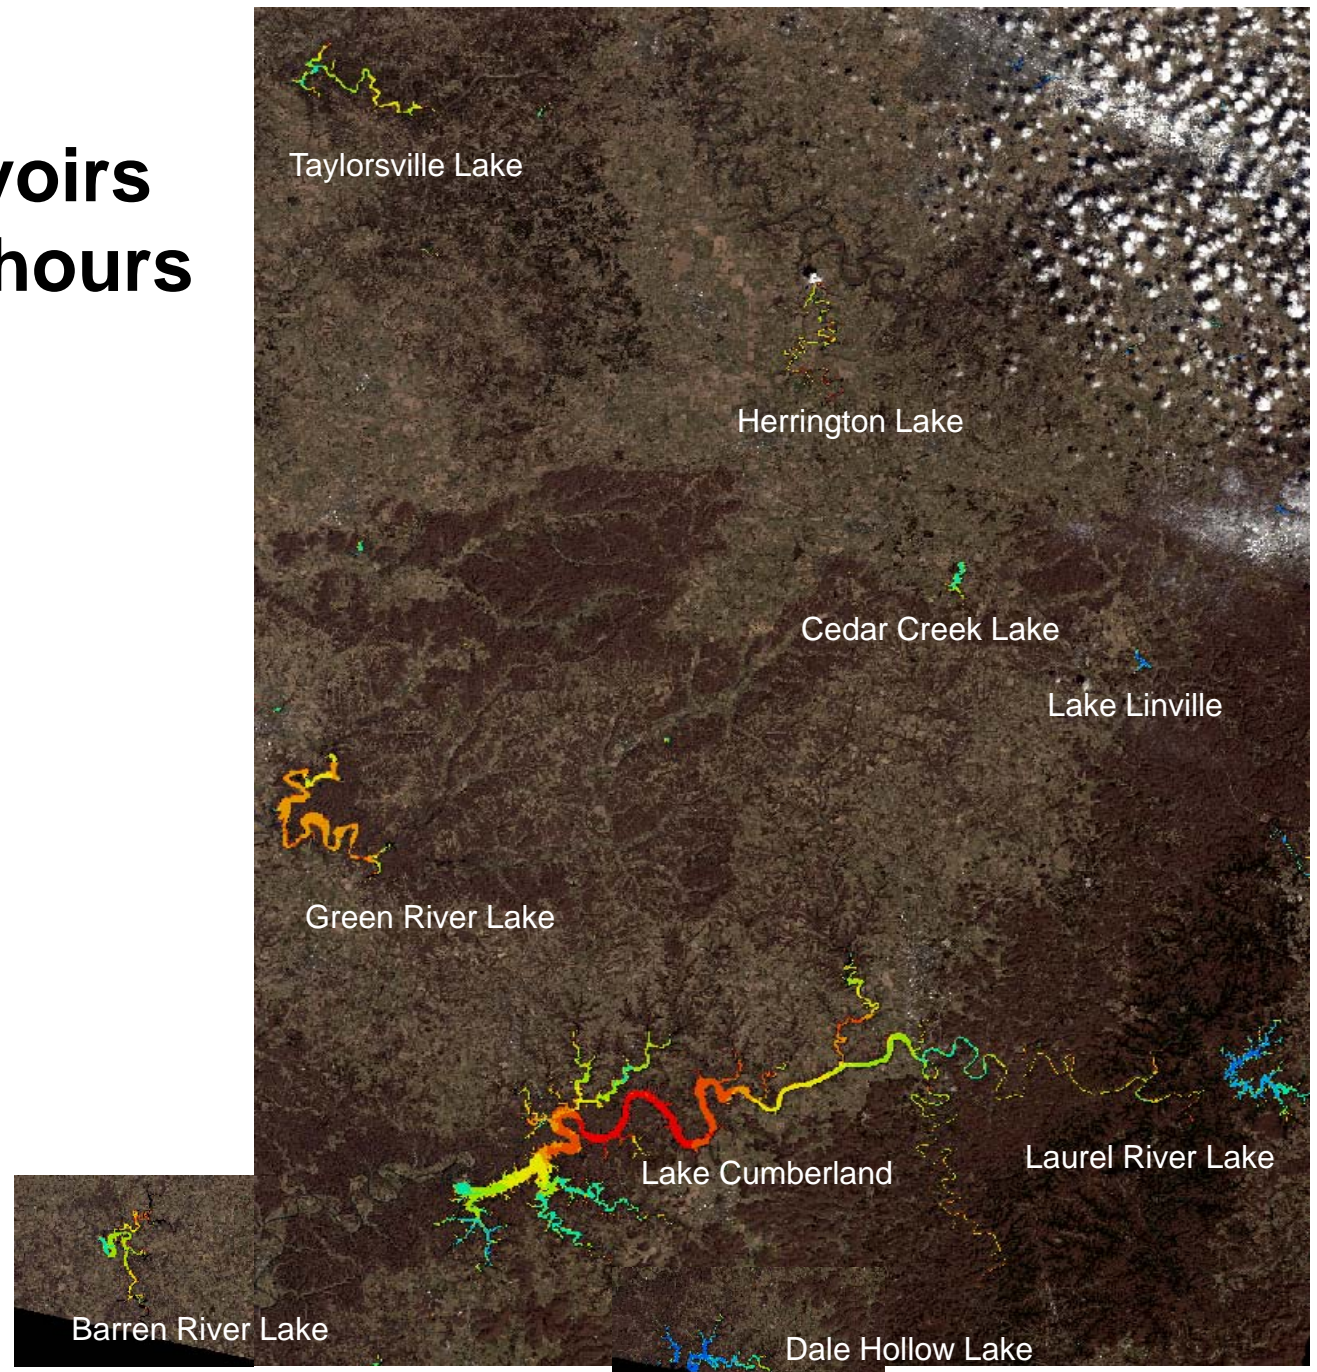 voirs
hours
Taylorsville Lake
Herrington Lake
Cedar Creek Lake
Lake Linville
Green River Lake
Lake Cumberland
Laurel River Lake
Barren River Lake
Dale Hollow Lake